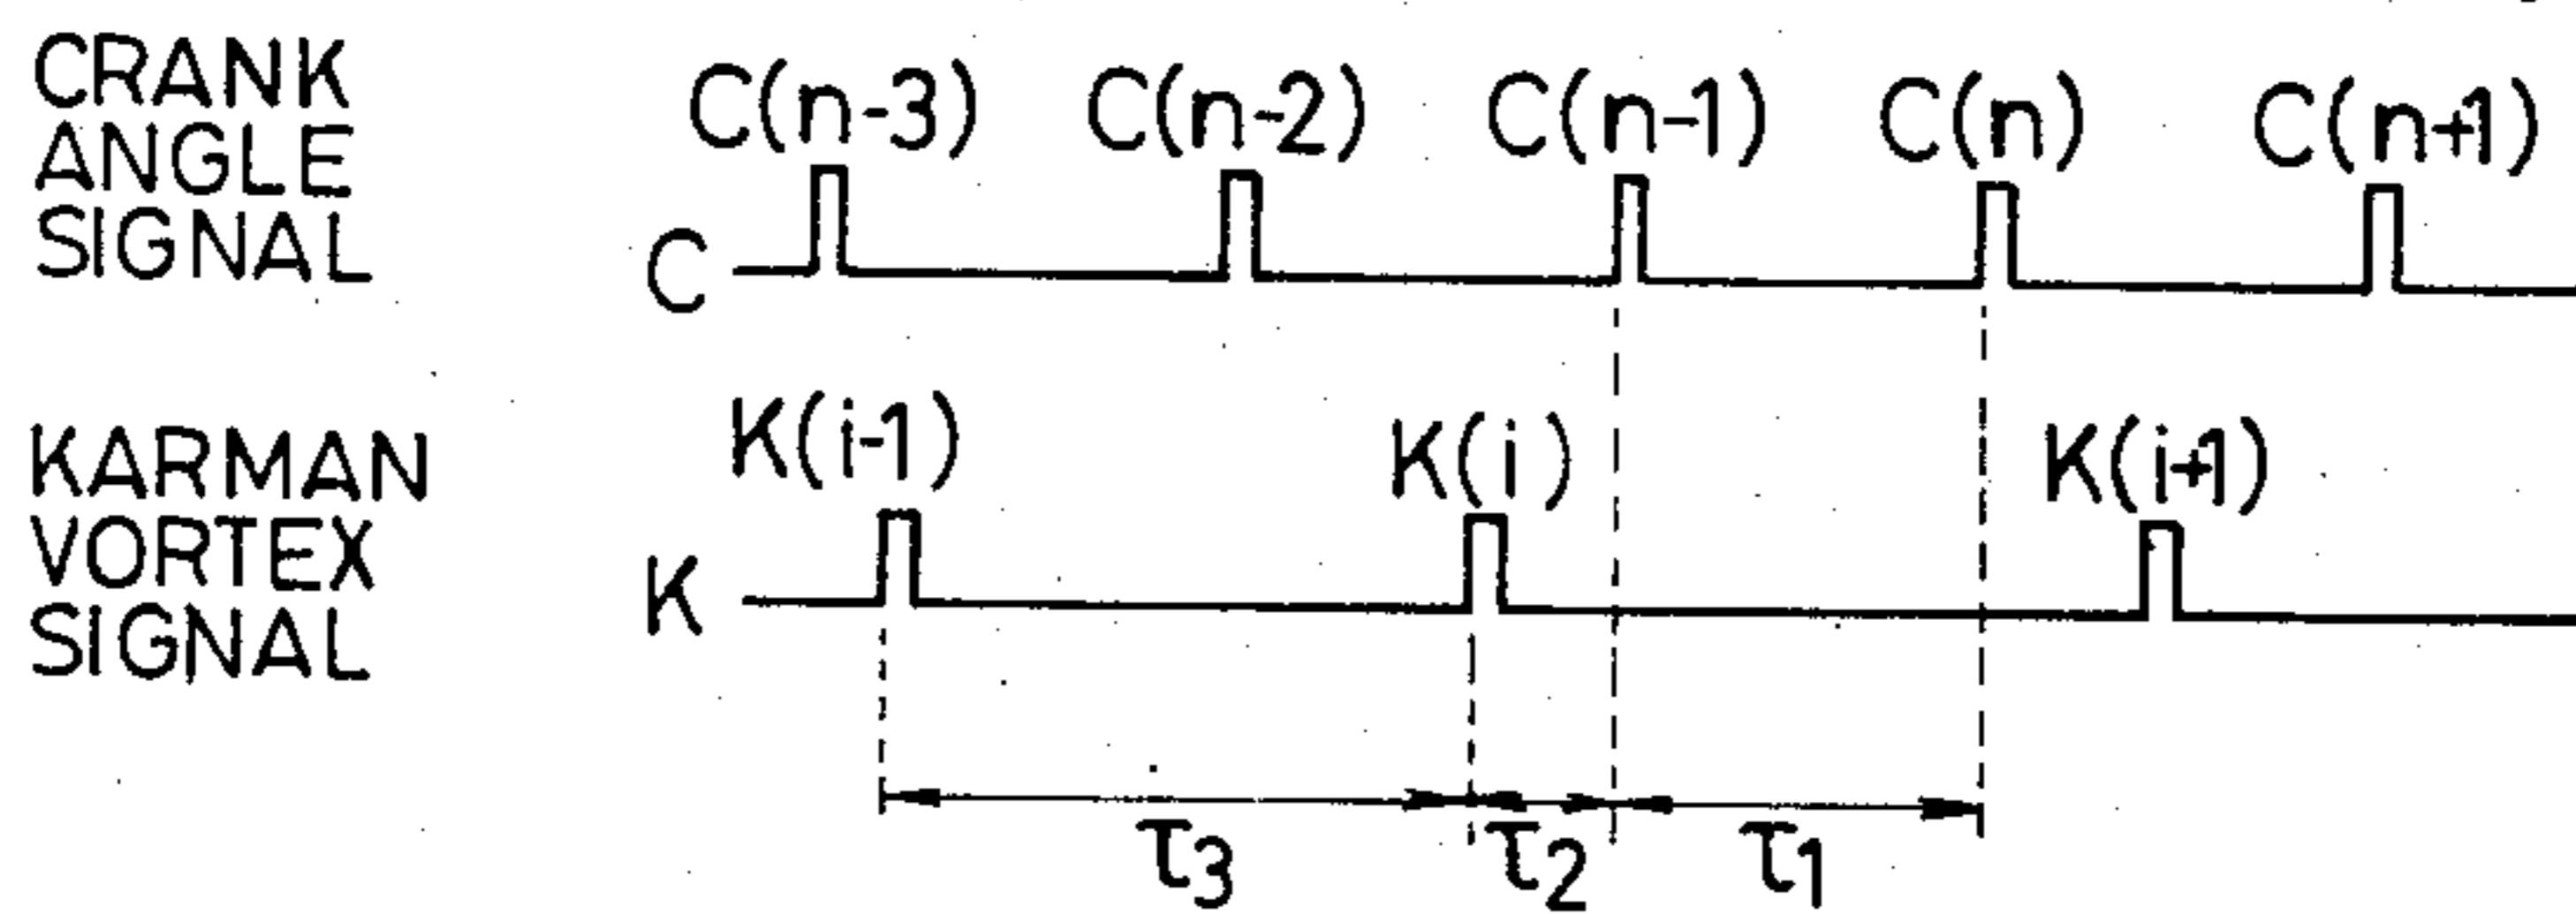 CRANK
ANGLE
SIGNAL
C(n-3) C(n-2) C(n-1) C(n) C(n+1)
C
KARMAN
VORTEX
SIGNAL
K(i-1) K(i) K(i+1)
K
τ3 τ2 τ1